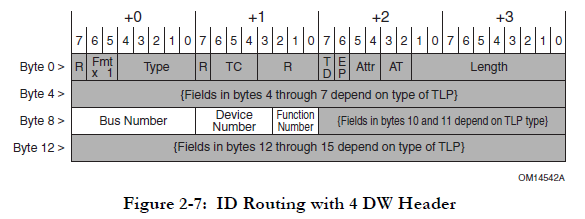 +0 +1 +2 +3
7 6 5 4 3 2 1 0 7 6 5 4 3 2 1 0 7 6 5 4 3 2 1 0 7 6 5 4 3 2 1 0
Byte 0 > R Fmt x 1 Type R TC R TD EP Attr AT Length
Byte 4 > {Fields in bytes 4 through 7 depend on type of TLP}
Byte 8 > Bus Number Device Number Function Number {Fields in bytes 10 and 11 depend on TLP type}
Byte 12 > {Fields in bytes 12 through 15 depend on type of TLP}
OM14542A
Figure 2-7: ID Routing with 4 DW Header